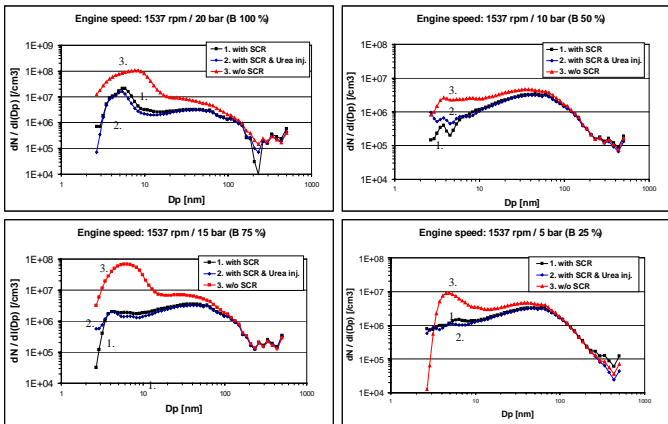 Engine speed: 1537 rpm / 20 bar (B 100 %)
1. with SCR
2. with SCR & Urea inj.
3. w/o SCR
dN / dl(Dp) [/cm3]
1E+09
1E+08
1E+07
1E+06
1E+05
1E+04
3.
1.
2.
1
10
100
1000
Dp [nm]
Engine speed: 1537 rpm / 10 bar (B 50 %)
1. with SCR
2. with SCR & Urea inj.
3. w/o SCR
dN / dl(Dp) [/cm3]
1E+08
1E+07
1E+06
1E+05
1E+04
3.
2.
1.
1
10
100
1000
Dp [nm]
Engine speed: 1537 rpm / 15 bar (B 75 %)
1. with SCR
2. with SCR & Urea inj.
3. w/o SCR
dN / dl(Dp) [/cm3]
1E+09
1E+08
1E+07
1E+06
1E+05
1E+04
3.
2.
1.
1.
1
10
100
1000
Dp [nm]
Engine speed: 1537 rpm / 5 bar (B 25 %)
1. with SCR
2. with SCR & Urea inj.
3. w/o SCR
dN / dl(Dp) [/cm3]
1E+08
1E+07
1E+06
1E+05
1E+04
3.
1.
2.
1
10
100
1000
Dp [nm]